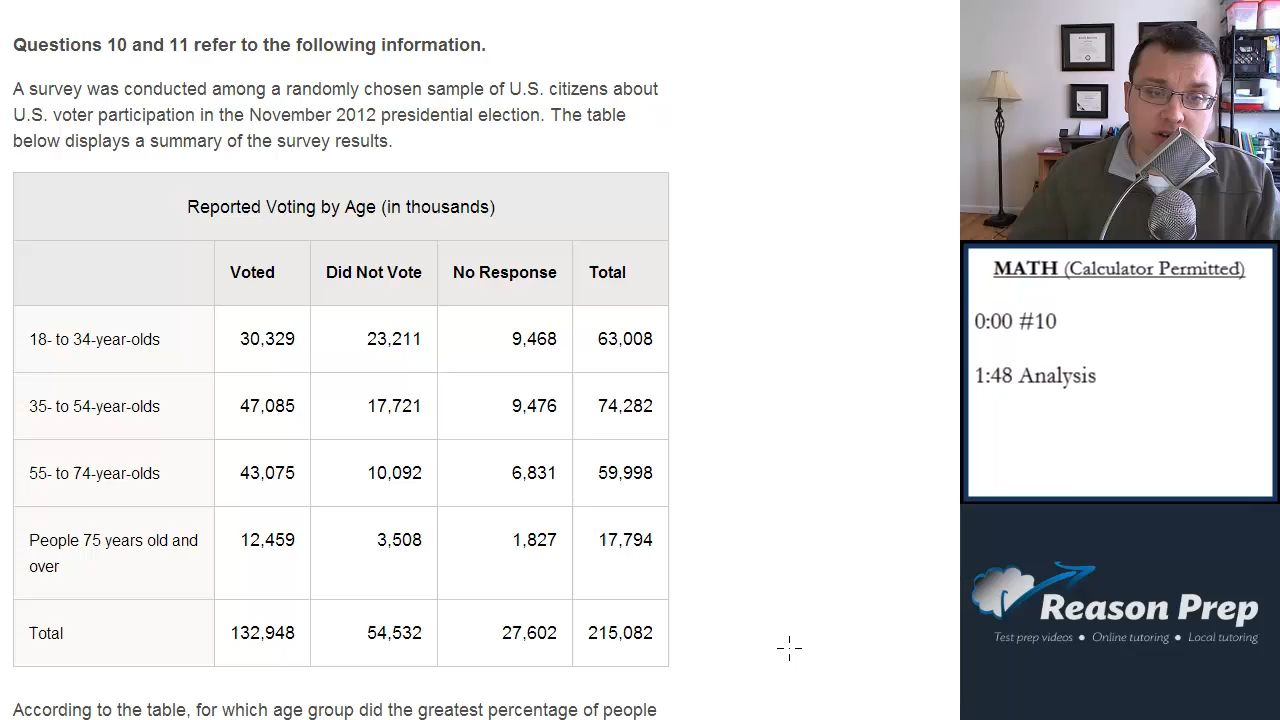 Questions 10 and 11 refer to the following information.
A survey was conducted among a randomly chosen sample of U.S. citizens about
U.S. voter participation in the November 2012 presidential election. The table
below displays a summary of the survey results.
Reported Voting by Age (in thousands)
Voted Did Not Vote No Response Total
18- to 34-year-olds 30,329 23,211 9,468 63,008
35- to 54-year-olds 47,085 17,721 9,476 74,282
55- to 74-year-olds 43,075 10,092 6,831 59,998
People 75 years old and
over
12,459 3,508 1,827 17,794
Total 132,948 54,532 27,602 215,082
According to the table, for which age group did the greatest percentage of people
MATH (Calculator Permitted)
0:00 #10
1:48 Analysis
Reason Prep
Test prep videos ● Online tutoring ● Local tutoring